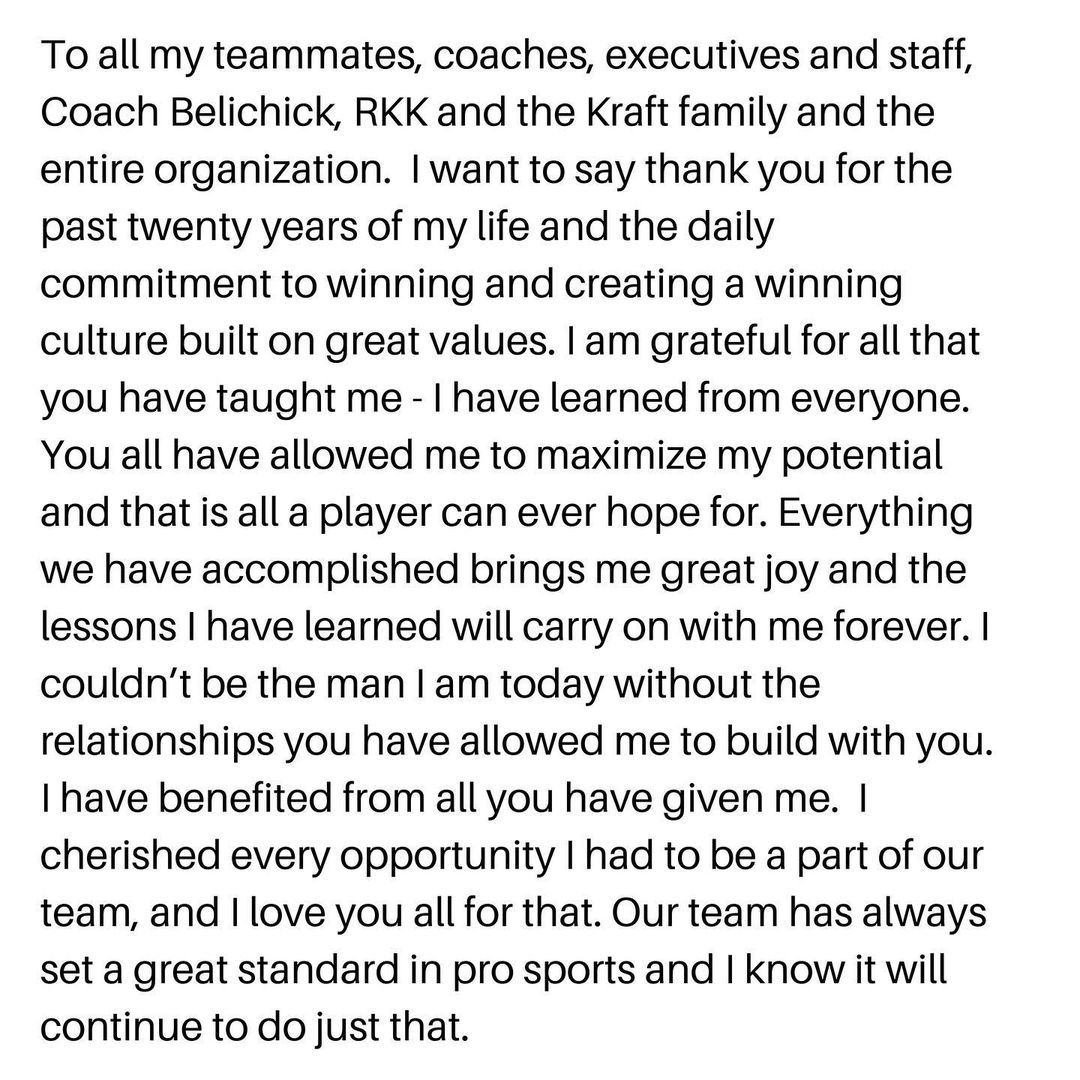 To all my teammates, coaches, executives and staff,
Coach Belichick, RKK and the Kraft family and the
entire organization.  I want to say thank you for the
past twenty years of my life and the daily
commitment to winning and creating a winning
culture built on great values. I am grateful for all that
you have taught me - I have learned from everyone.
You all have allowed me to maximize my potential
and that is all a player can ever hope for. Everything
we have accomplished brings me great joy and the
lessons I have learned will carry on with me forever. I
couldn’t be the man I am today without the
relationships you have allowed me to build with you.
I have benefited from all you have given me.  I
cherished every opportunity I had to be a part of our
team, and I love you all for that. Our team has always
set a great standard in pro sports and I know it will
continue to do just that.